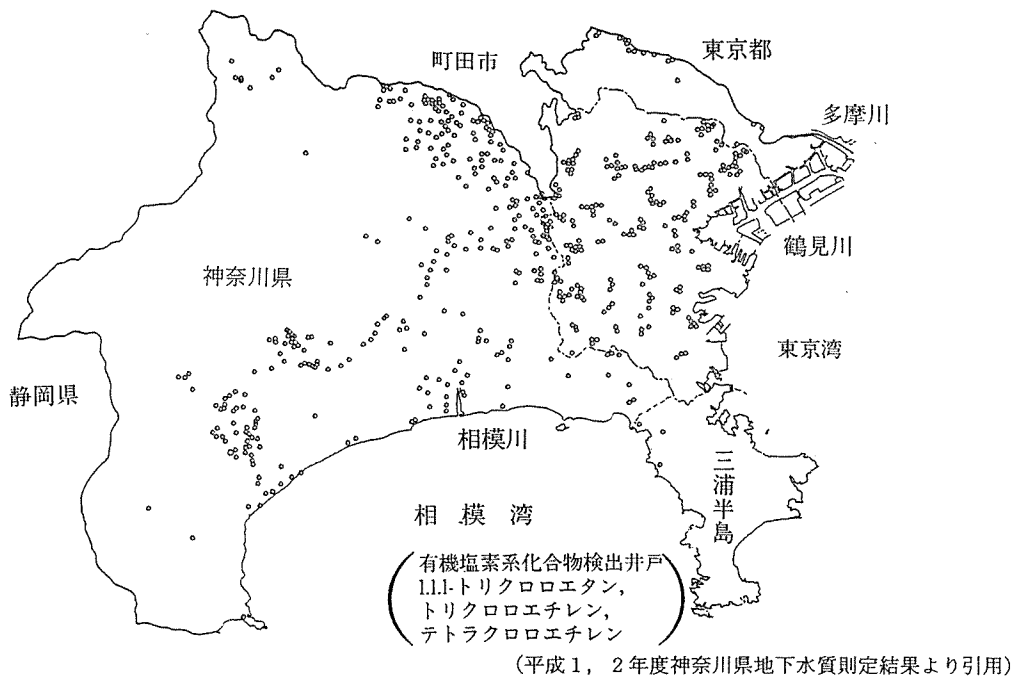 東京都
町田市
多摩川
鶴見川
神奈川県
東京湾
静岡県
相模川
三浦半島
相模湾
有機塩素系化合物検出井戸
1.1.1-トリクロロエタン,
トリクロロエチレン,
テトラクロロエチレン
(平成1, 2年度神奈川県地下水質則定結果より引用)